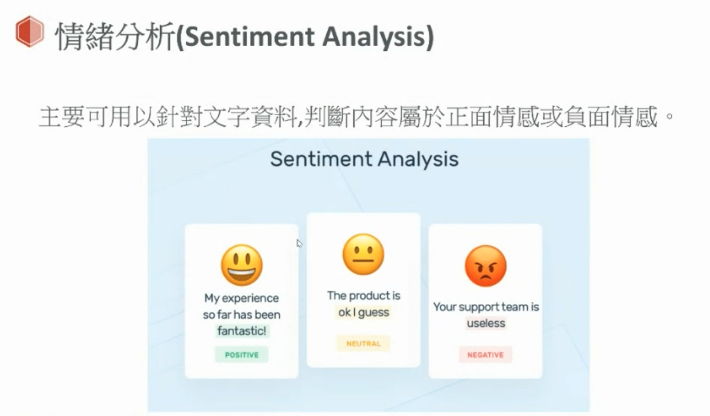 情緒分析(Sentiment Analysis)
主要可用以針對文字資料,判斷內容屬於正面情感或負面情感。
Sentiment Analysis
My experience
so far has been
fantastic!
POSITIVE
The product is
ok I guess
NEUTRAL
Your support team is
useless
NEGATIVE